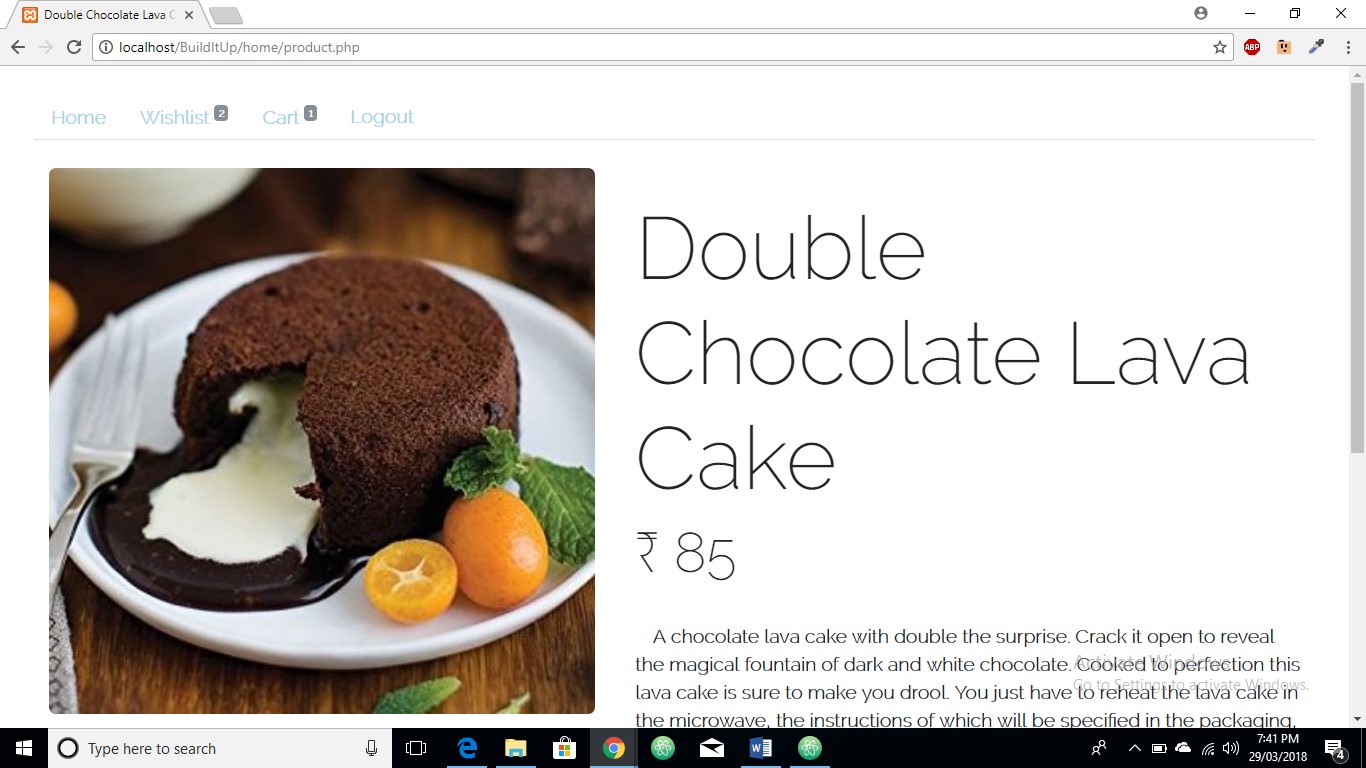 Double Chocolate Lava C
localhost/BuildItUp/home/product.php
ABP
Home Wishlist 2 Cart 1 Logout
Double
Chocolate Lava
Cake
₹ 85
A chocolate lava cake with double the surprise. Crack it open to reveal
the magical fountain of dark and white chocolate. Cooked to perfection this
lava cake is sure to make you drool. You just have to reheat the lava cake in
the microwave, the instructions of which will be specified in the packaging,
Activate Windows
Go to Settings to activate Windows.
Type here to search
7:41 PM
29/03/2018
4